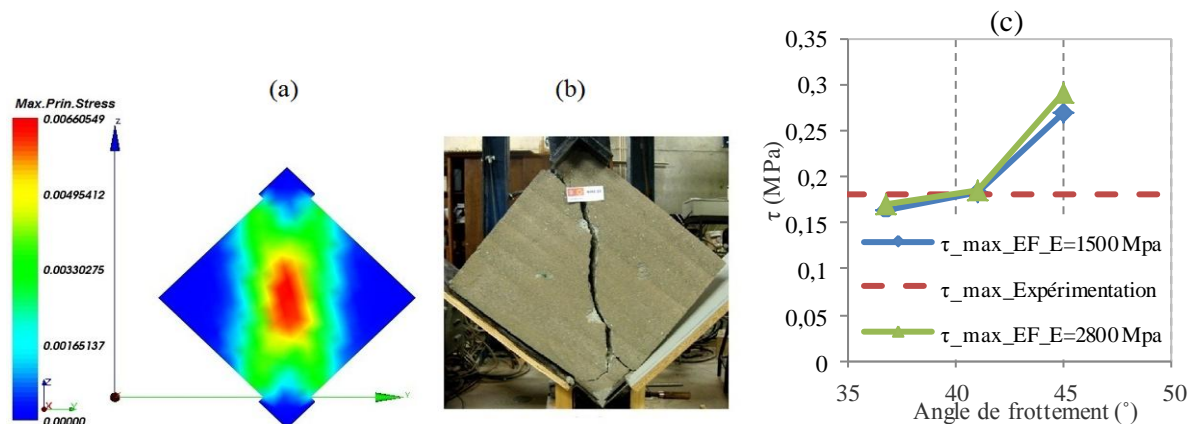 (a)
Max.Prin.Stress
0.00660549
0.00495412
0.00330275
0.00165137
0.00000
z
Y
Z
X
Y
(b)
(c)
τ (MPa)
0,35
0,3
0,25
0,2
0,15
0,1
0,05
0
τ_max_EF_E=1500 Mpa
τ_max_Expérimentation
τ_max_EF_E=2800 Mpa
35 40 45 50
Angle de frottement (°)